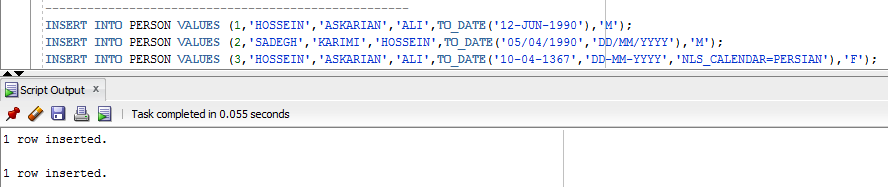 INSERT INTO PERSON VALUES (1,'HOSSEIN','ASKARIAN','ALI',TO_DATE('12-JUN-1990'),'M');
INSERT INTO PERSON VALUES (2,'SADEGH','KARIMI','HOSSEIN',TO_DATE('05/04/1990','DD/MM/YYYY'),'M');
INSERT INTO PERSON VALUES (3,'HOSSEIN','ASKARIAN','ALI',TO_DATE('10-04-1367','DD-MM-YYYY','NLS_CALENDAR=PERSIAN'),'F');
Script Output x
Task completed in 0.055 seconds
1 row inserted.
1 row inserted.